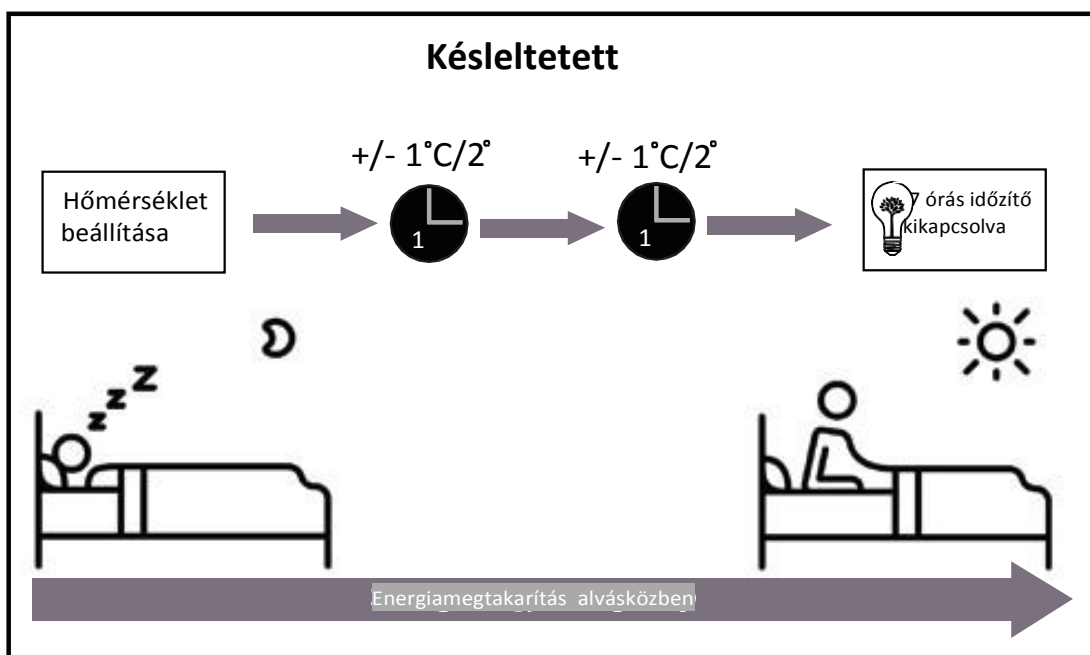 Késleltetett
+/- 1°C/2° +/- 1°C/2°
Hőmérséklet
beállítása
1
1
7 órás időzítő
kikapcsolva
z z z
Energiamegtakarítás alvásközben